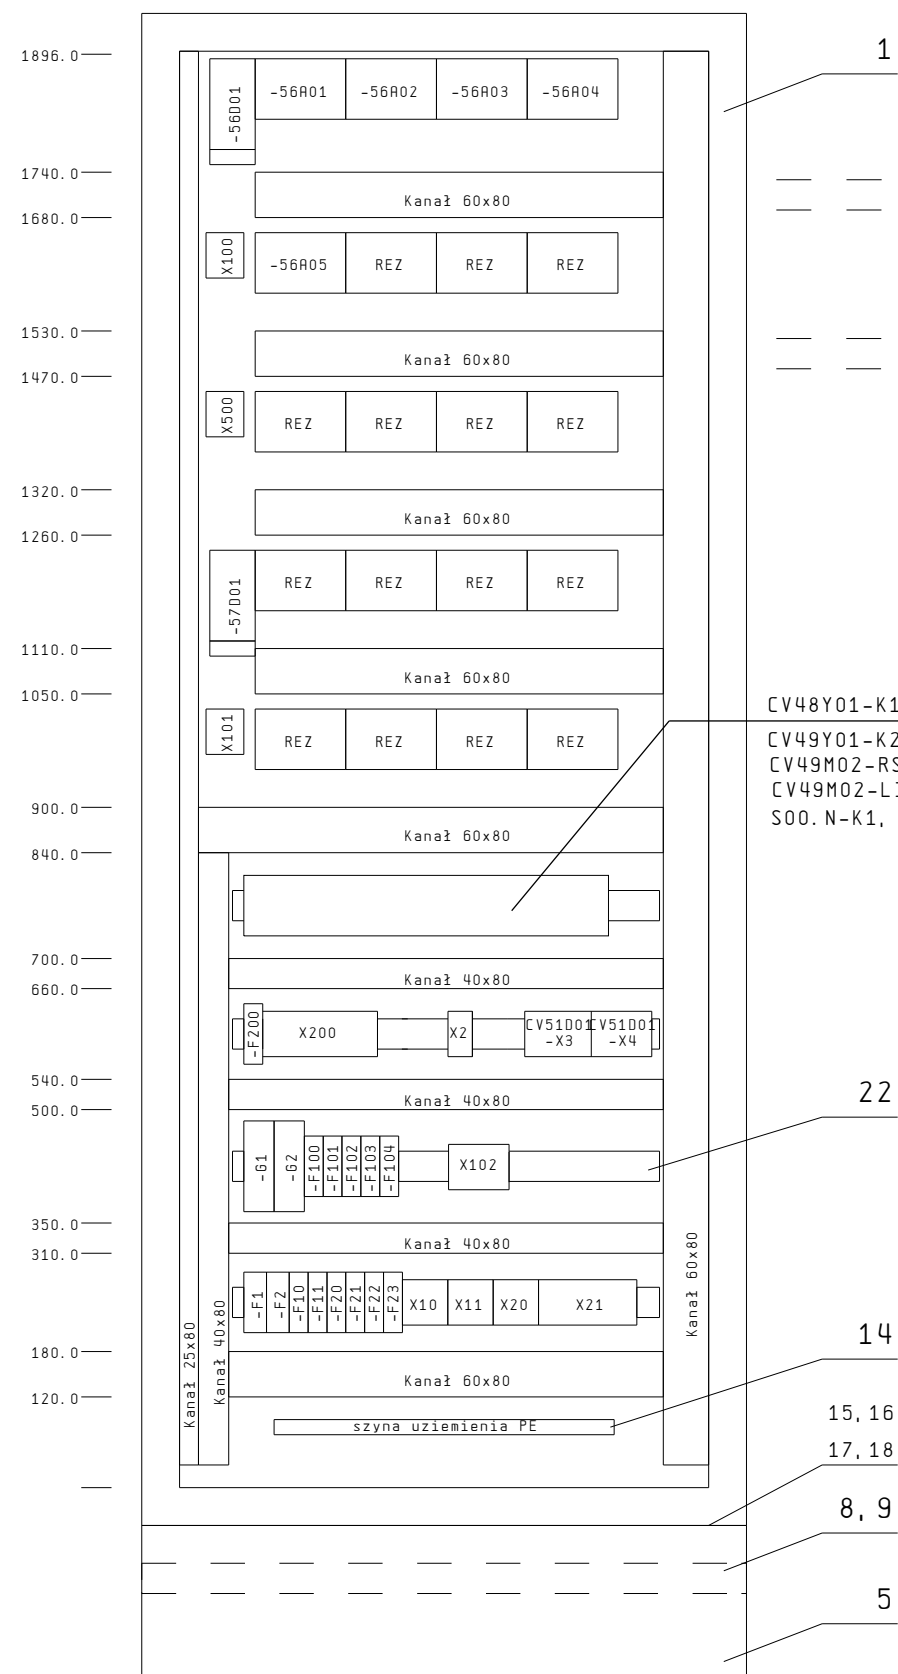 1896.0
1
-56D01
-56A01
-56A02
-56A03
-56A04
1740.0
Kanał 60x80
1680.0
X100
-56A05
REZ
REZ
REZ
1530.0
Kanał 60x80
1470.0
X500
REZ
REZ
REZ
REZ
1320.0
Kanał 60x80
1260.0
-57D01
REZ
REZ
REZ
REZ
1110.0
Kanał 60x80
1050.0
X101
REZ
REZ
REZ
REZ
CV48Y01-K1
CV49Y01-K2
CV49M02-RS
CV49M02-L
S00.N-K1,
900.0
Kanał 60x80
840.0
700.0
Kanał 40x80
660.0
-F200
X200
X2
CV51D01
-X3
CV51D01
-X4
540.0
Kanał 40x80
500.0
22
-G1
-G2
-F100
-F101
-F102
-F103
-F104
X102
350.0
Kanał 40x80
310.0
-F1
-F2
-F10
-F11
-F20
-F21
-F22
-F23
X10
X11
X20
X21
Kanał 25x80
Kanał 40x80
Kanał 60x80
180.0
Kanał 60x80
120.0
14
szyna uziemienia PE
15,16
17,18
8,9
5